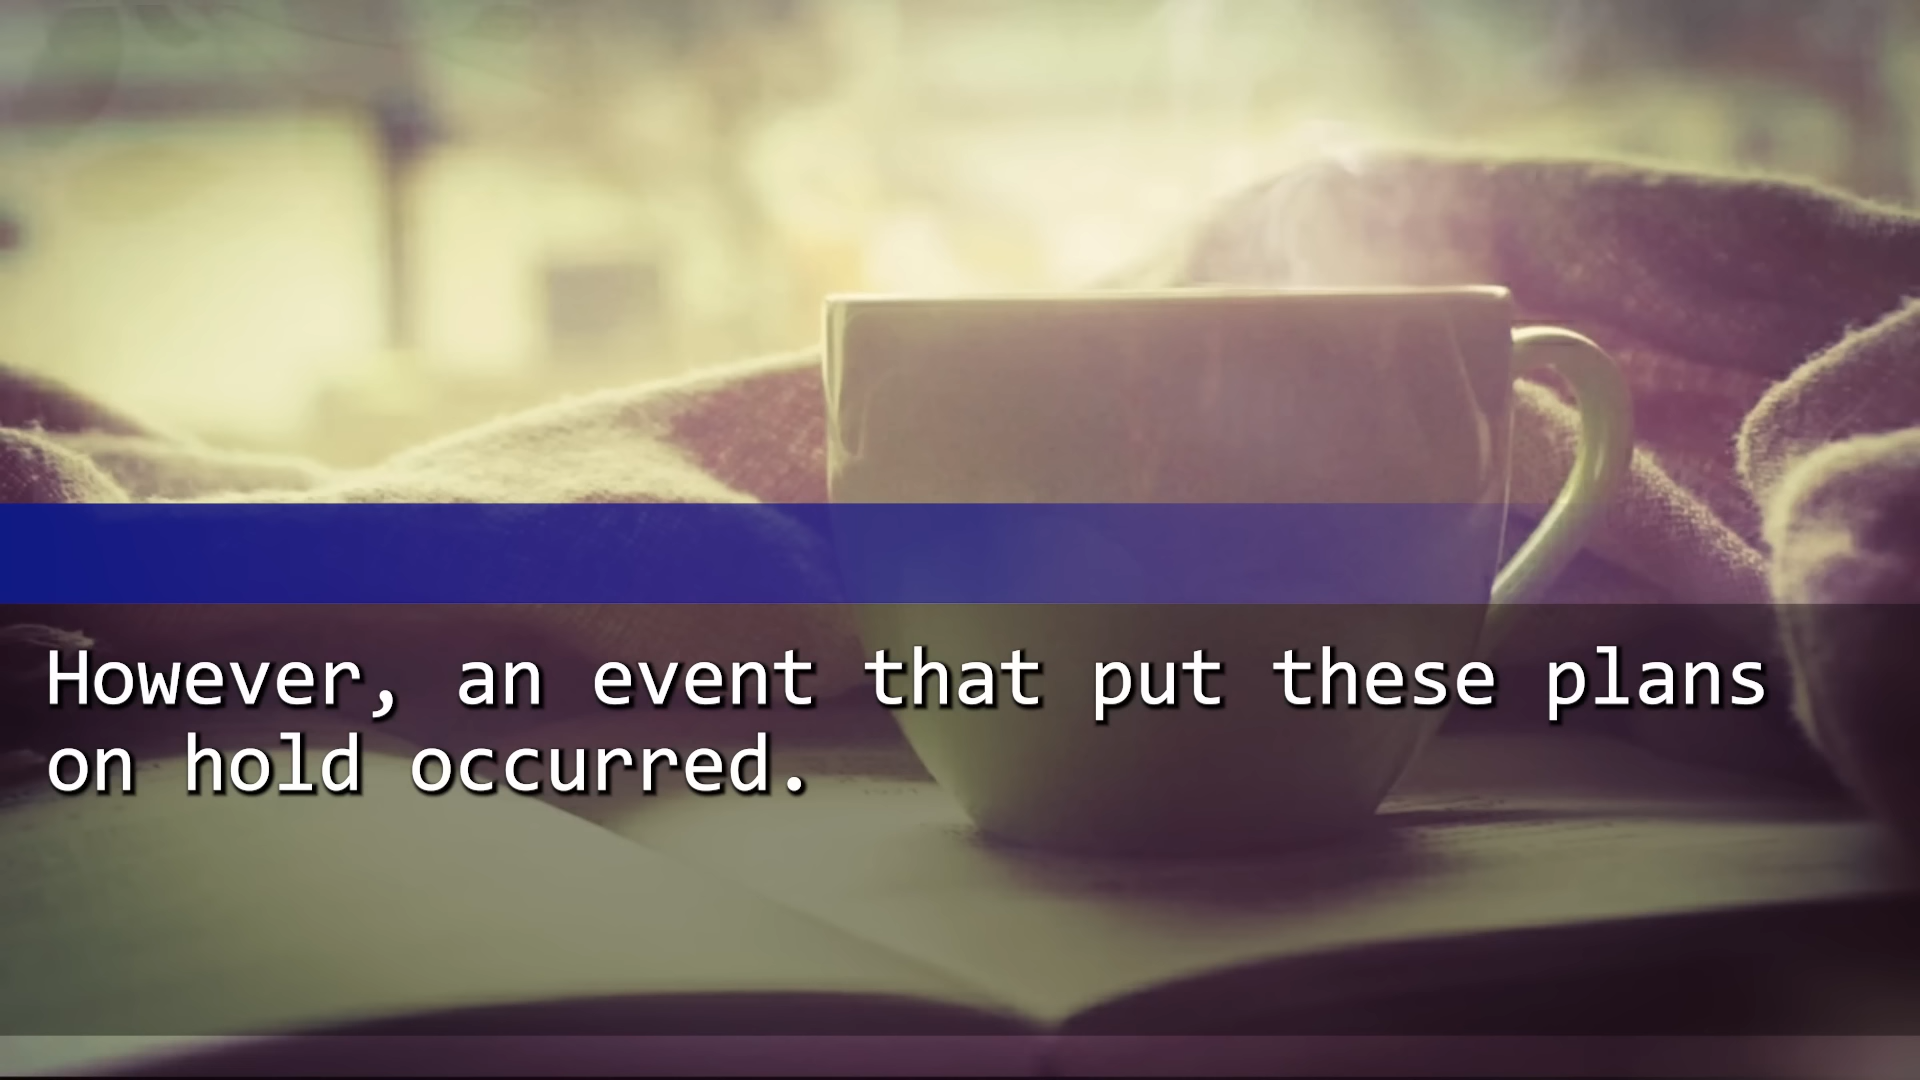 However, an event that put these plans
on hold occurred.